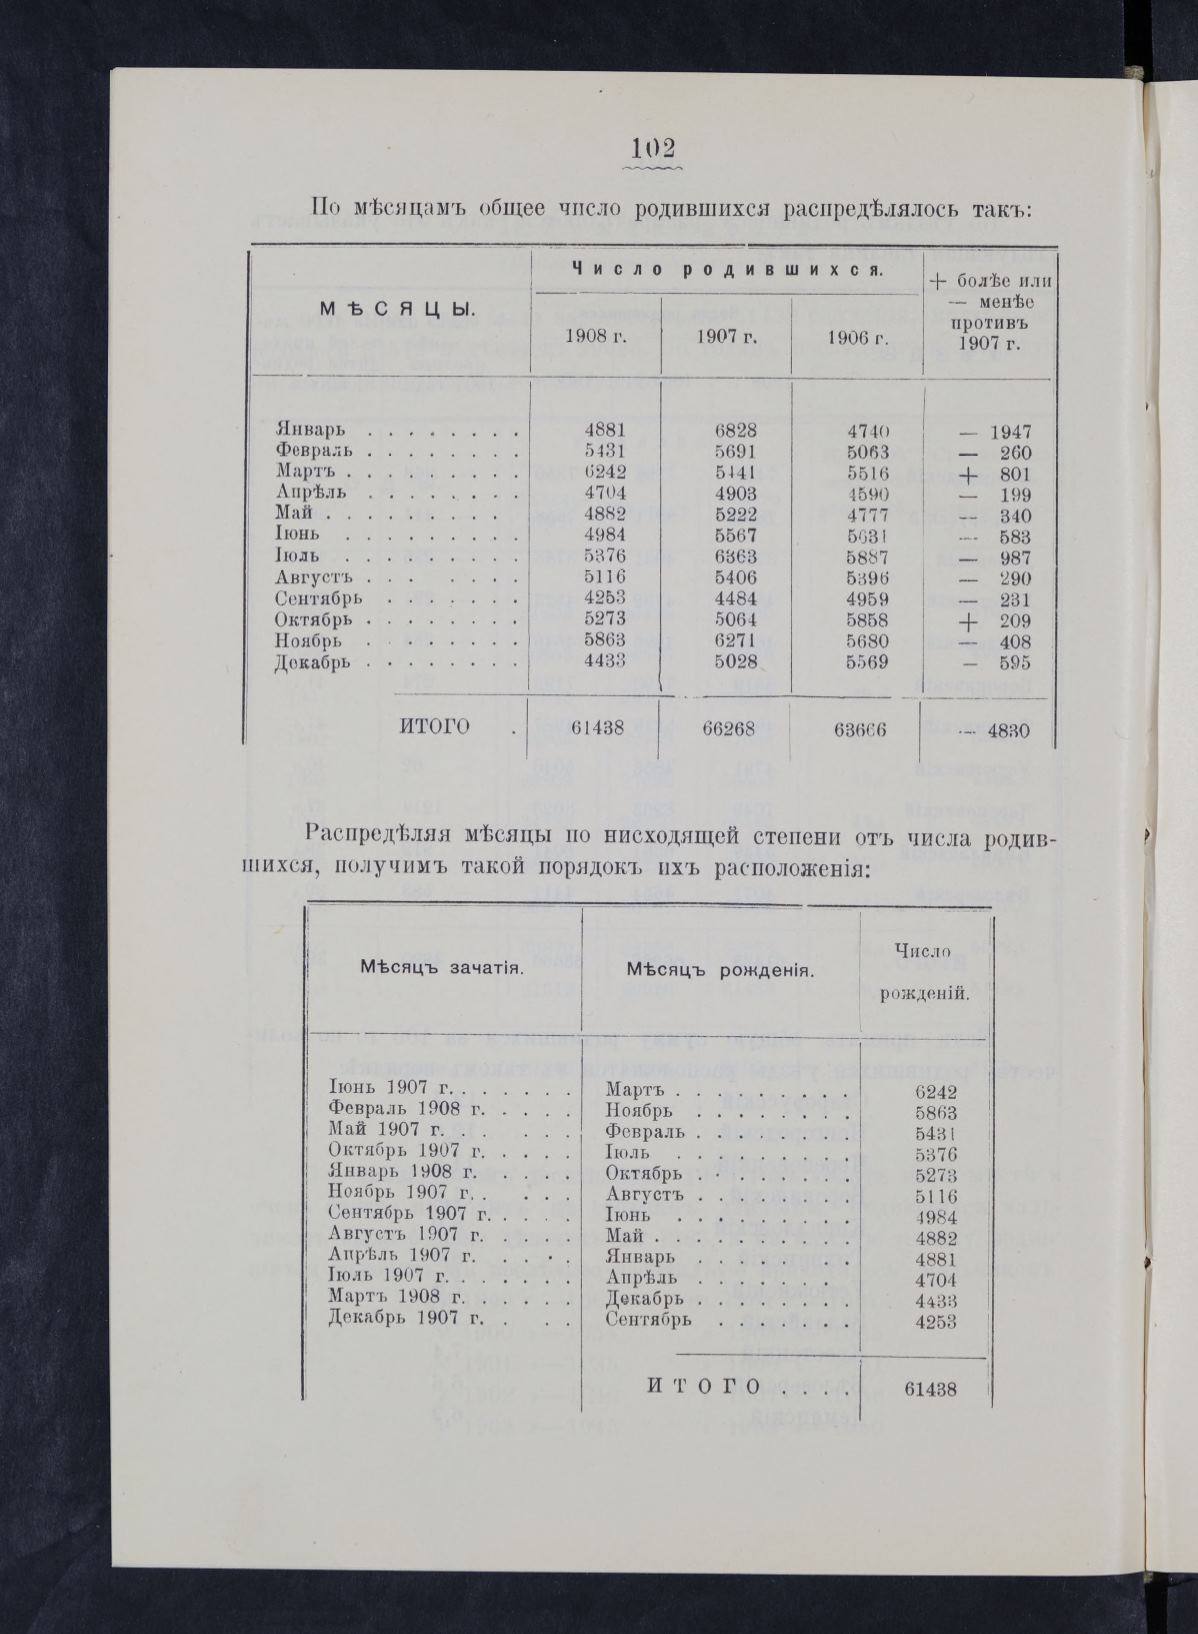 102
По мѣсяцамъ общее число родившихся распредѣлялось такъ:
МѢСЯЦЫ. Число родившихся. + болѣе или — менѣе противъ 1907 г.
1908 г. 1907 г. 1906 г.
Январь . . . . . . . . 4881 6828 4740 — 1947
Февраль . . . . . . . . 5431 5691 5063 — 260
Мартъ . . . . . . . . . 6242 5441 5516 + 801
Апрѣль . . . . . . . . 4704 4903 4590 — 199
Май . . . . . . . . . 4882 5222 4777 — 340
Іюнь . . . . . . . . . 4984 5567 5631 — 583
Іюль . . . . . . . . . 5376 6363 5887 — 987
Августъ . . . . . . . 5116 5406 5396 — 290
Сентябрь . . . . . . . 4253 4484 4959 — 231
Октябрь . . . . . . . . 5273 5064 5858 + 209
Ноябрь . . . . . . . . 5863 6271 5680 — 408
Декабрь . . . . . . . . 4433 5028 5569 — 595
ИТОГО . 61438 66268 63666 — 4830
Распредѣляя мѣсяцы по нисходящей степени отъ числа родив-
шихся, получимъ такой порядокъ ихъ расположенія:
Мѣсяцъ зачатія. Мѣсяцъ рожденія. Число рожденій.
Іюнь 1907 г. . . . . . . Мартъ . . . . . . . . . 6242
Февраль 1908 г. . . . . . Ноябрь . . . . . . . . 5863
Май 1907 г. . . . . . Февраль . . . . . . . . 5431
Октябрь 1907 г. . . . . . Іюль . . . . . . . . . 5376
Январь 1908 г. . . . . Октябрь . . . . . . . . 5273
Ноябрь 1907 г. . . . . Августъ . . . . . . . . 5116
Сентябрь 1907 г. . . . . Іюнь . . . . . . . . . 4984
Августъ 1907 г. . . . . Май . . . . . . . . . . 4882
Апрѣль 1907 г. . . Январь . . . . . . . . 4881
Іюль 1907 г. . . . . . . Апрѣль . . . . . . . . 4704
Мартъ 1908 г. . . . . . Декабрь . . . . . . . . 4433
Декабрь 1907 г. . . . . Сентябрь . . . . . . . 4253
ИТОГО . . . . 61438